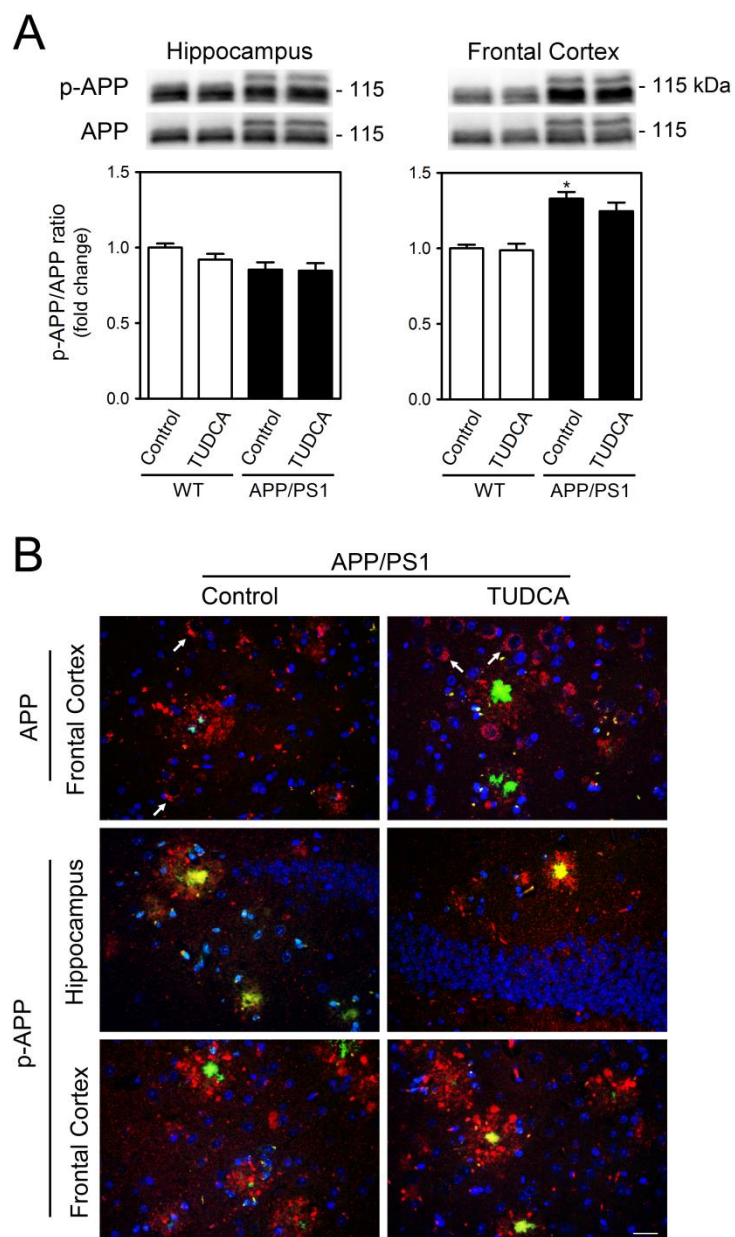 A
Hippocampus
Frontal Cortex
p-APP
- 115
- 115 kDa
APP
- 115
- 115
p-APP/APP ratio
(fold change)
1.5
1.0
0.5
0.0
1.5
1.0
0.5
0.0
*
Control
TUDCA
Control
TUDCA
WT
APP/PS1
Control
TUDCA
Control
TUDCA
WT
APP/PS1
B
APP/PS1
Control
TUDCA
APP
Frontal Cortex
p-APP
Hippocampus
Frontal Cortex